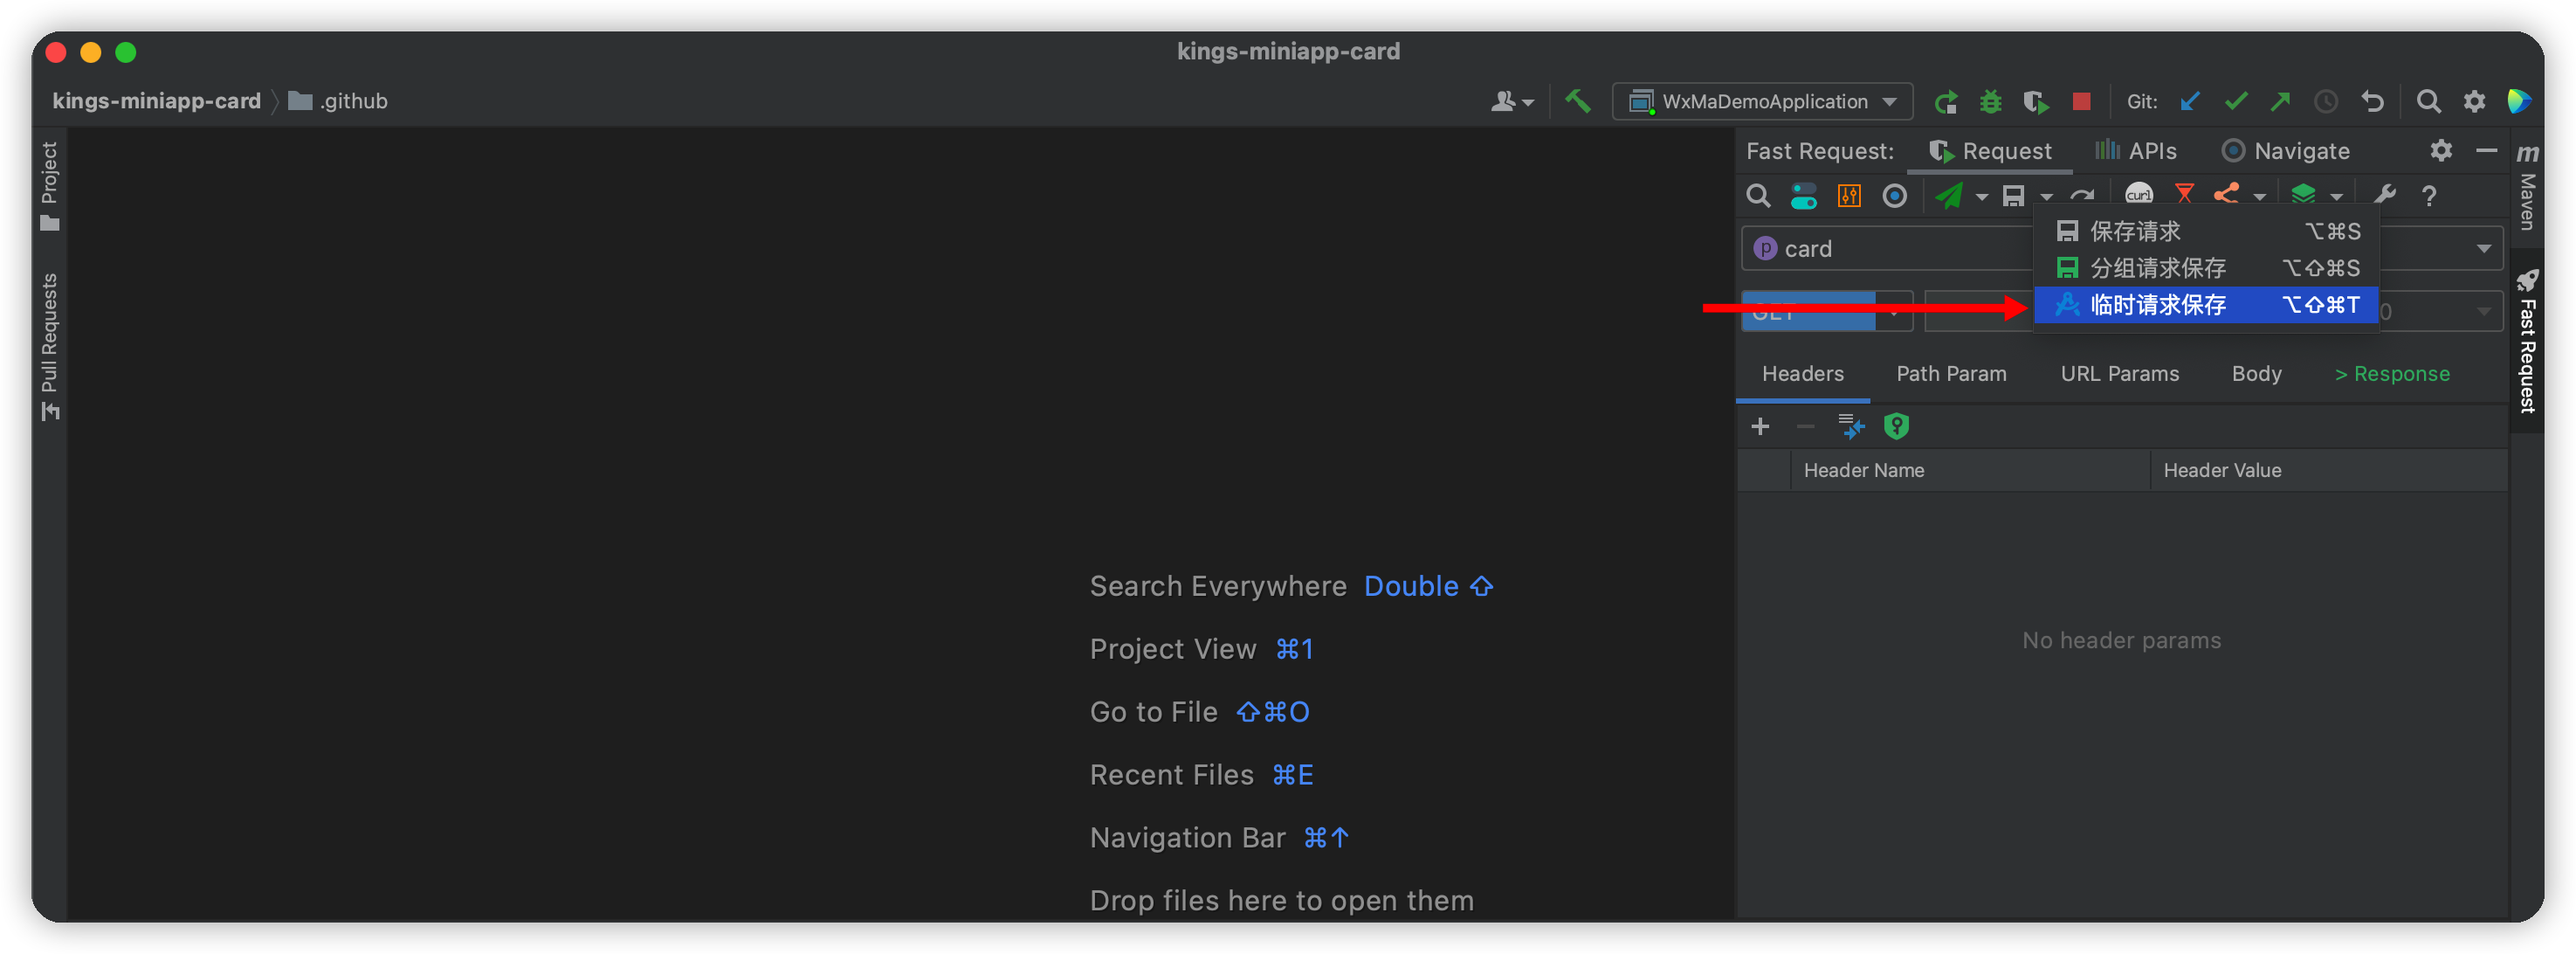 kings-miniapp-card
kings-miniapp-card
.github
WxMaDemoApplication
Git:
Project
Pull Requests
Fast Request:
Request
APIs
Navigate
curl
?
保存请求 ⌥⌘S
分组请求保存 ⌥⇧⌘S
临时请求保存 ⌥⇧⌘T
p card
GET
0
Headers
Path Param
URL Params
Body
> Response
Header Name
Header Value
No header params
Search Everywhere Double ⇧
Project View ⌘1
Go to File ⇧⌘O
Recent Files ⌘E
Navigation Bar ⌘↑
Drop files here to open them
m
Maven
Fast Request